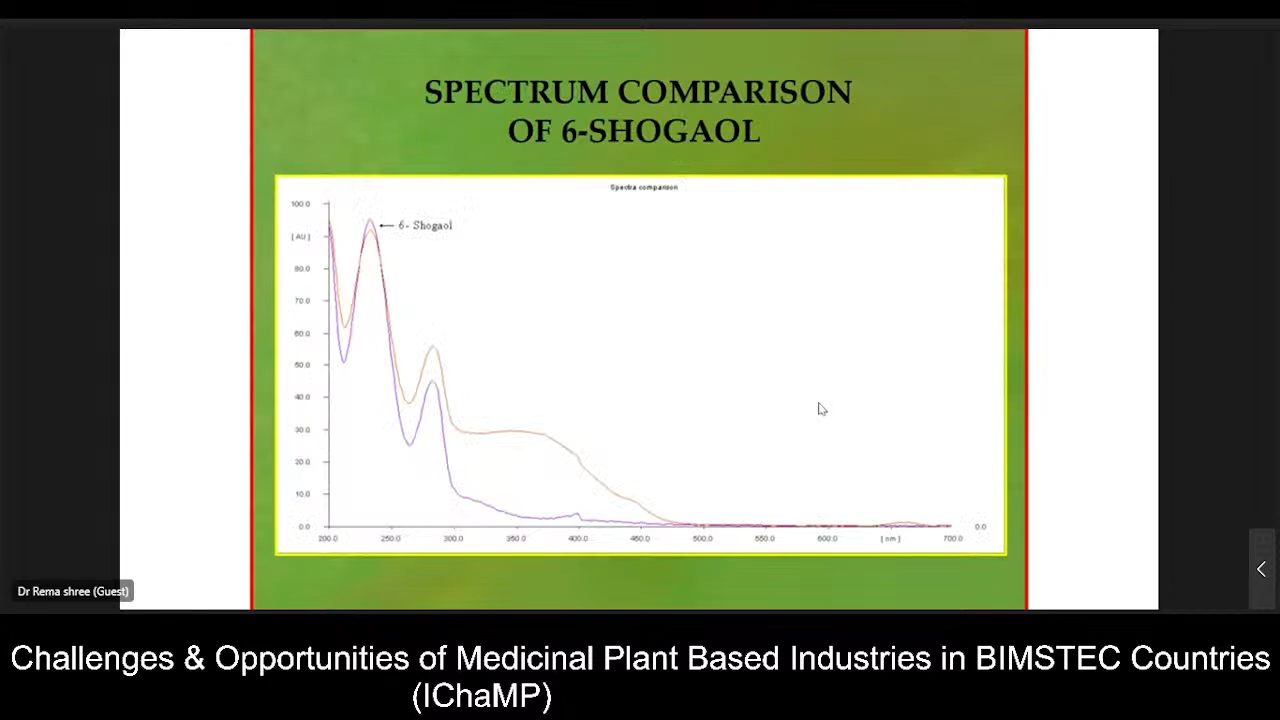 SPECTRUM COMPARISON
OF 6-SHOGAOL
Spectra comparison
100.0
[ AU ]
80.0
70.0
60.0
50.0
40.0
30.0
20.0
10.0
0.0
6- Shogaol
0.0
200.0 250.0 300.0 350.0 400.0 450.0 500.0 550.0 600.0 [ nm ] 700.0
Dr Rema shree (Guest)
Challenges & Opportunities of Medicinal Plant Based Industries in BIMSTEC Countries
(IChaMP)